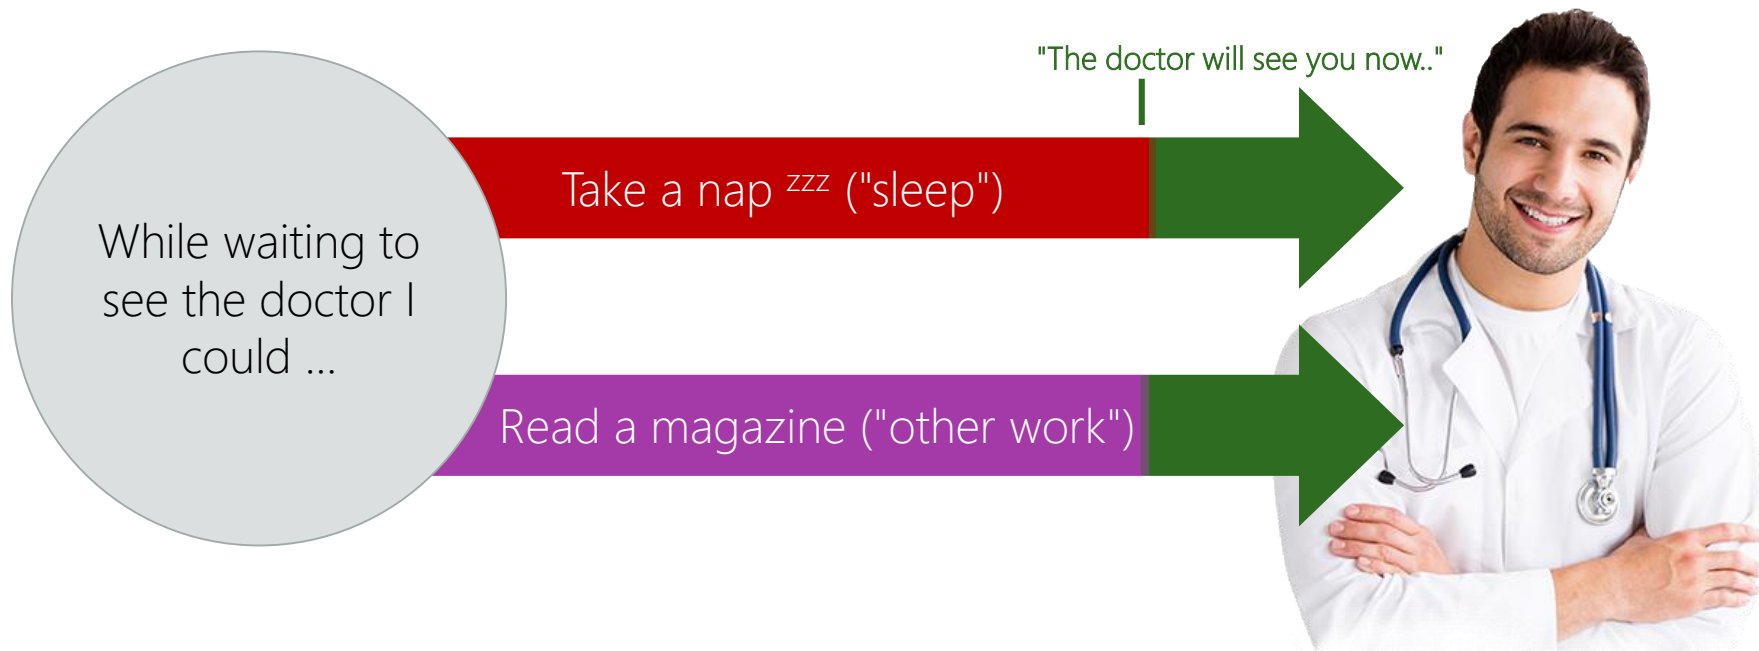 While waiting to
see the doctor I
could ...
"The doctor will see you now.."
Take a nap zzz ("sleep")
Read a magazine ("other work")